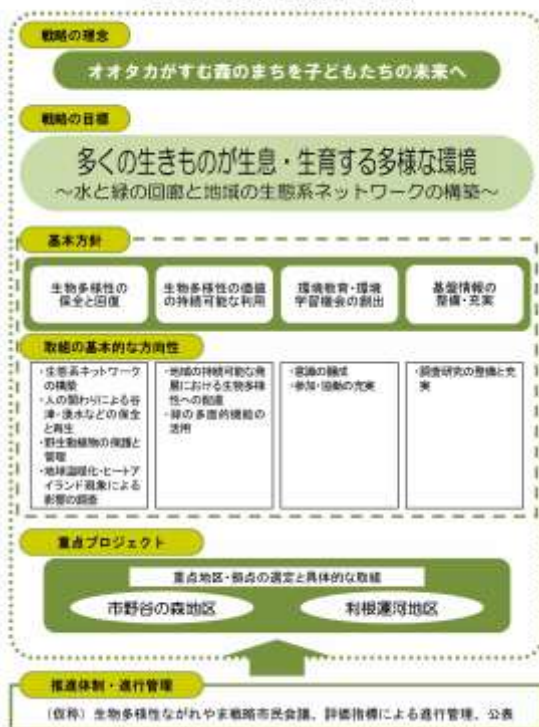 戦略の理念
オオタカがすむ森のまちを子どもたちの未来へ
戦略の目標
多くの生きものが生息・生育する多様な環境
～水と緑の回廊と地域の生態系ネットワークの構築～
基本方針
生物多様性の
保全と回復
生物多様性の価値
の持続可能な利用
環境教育・環境
学習機会の創出
基盤情報の
整備・充実
取組の基本的な方向性
・生態系ネットワーク
の構築
・人の関わりによる谷
津・湧水などの保全
と再生
・野生動植物の保護と
管理
・地球温暖化・ヒートア
イランド現象による
影響の調査
・地域の持続可能な発
展における生物多様
性への配慮
・緑の多面的機能の
活用
・意識の醸成
・参加・協働の充実
・調査研究の整備と充
実
重点プロジェクト
重点地区・拠点の選定と具体的な取組
市野谷の森地区
利根運河地区
推進体制・進行管理
（仮称）生物多様性ながれやま戦略市民会議、評価指標による進行管理、公表